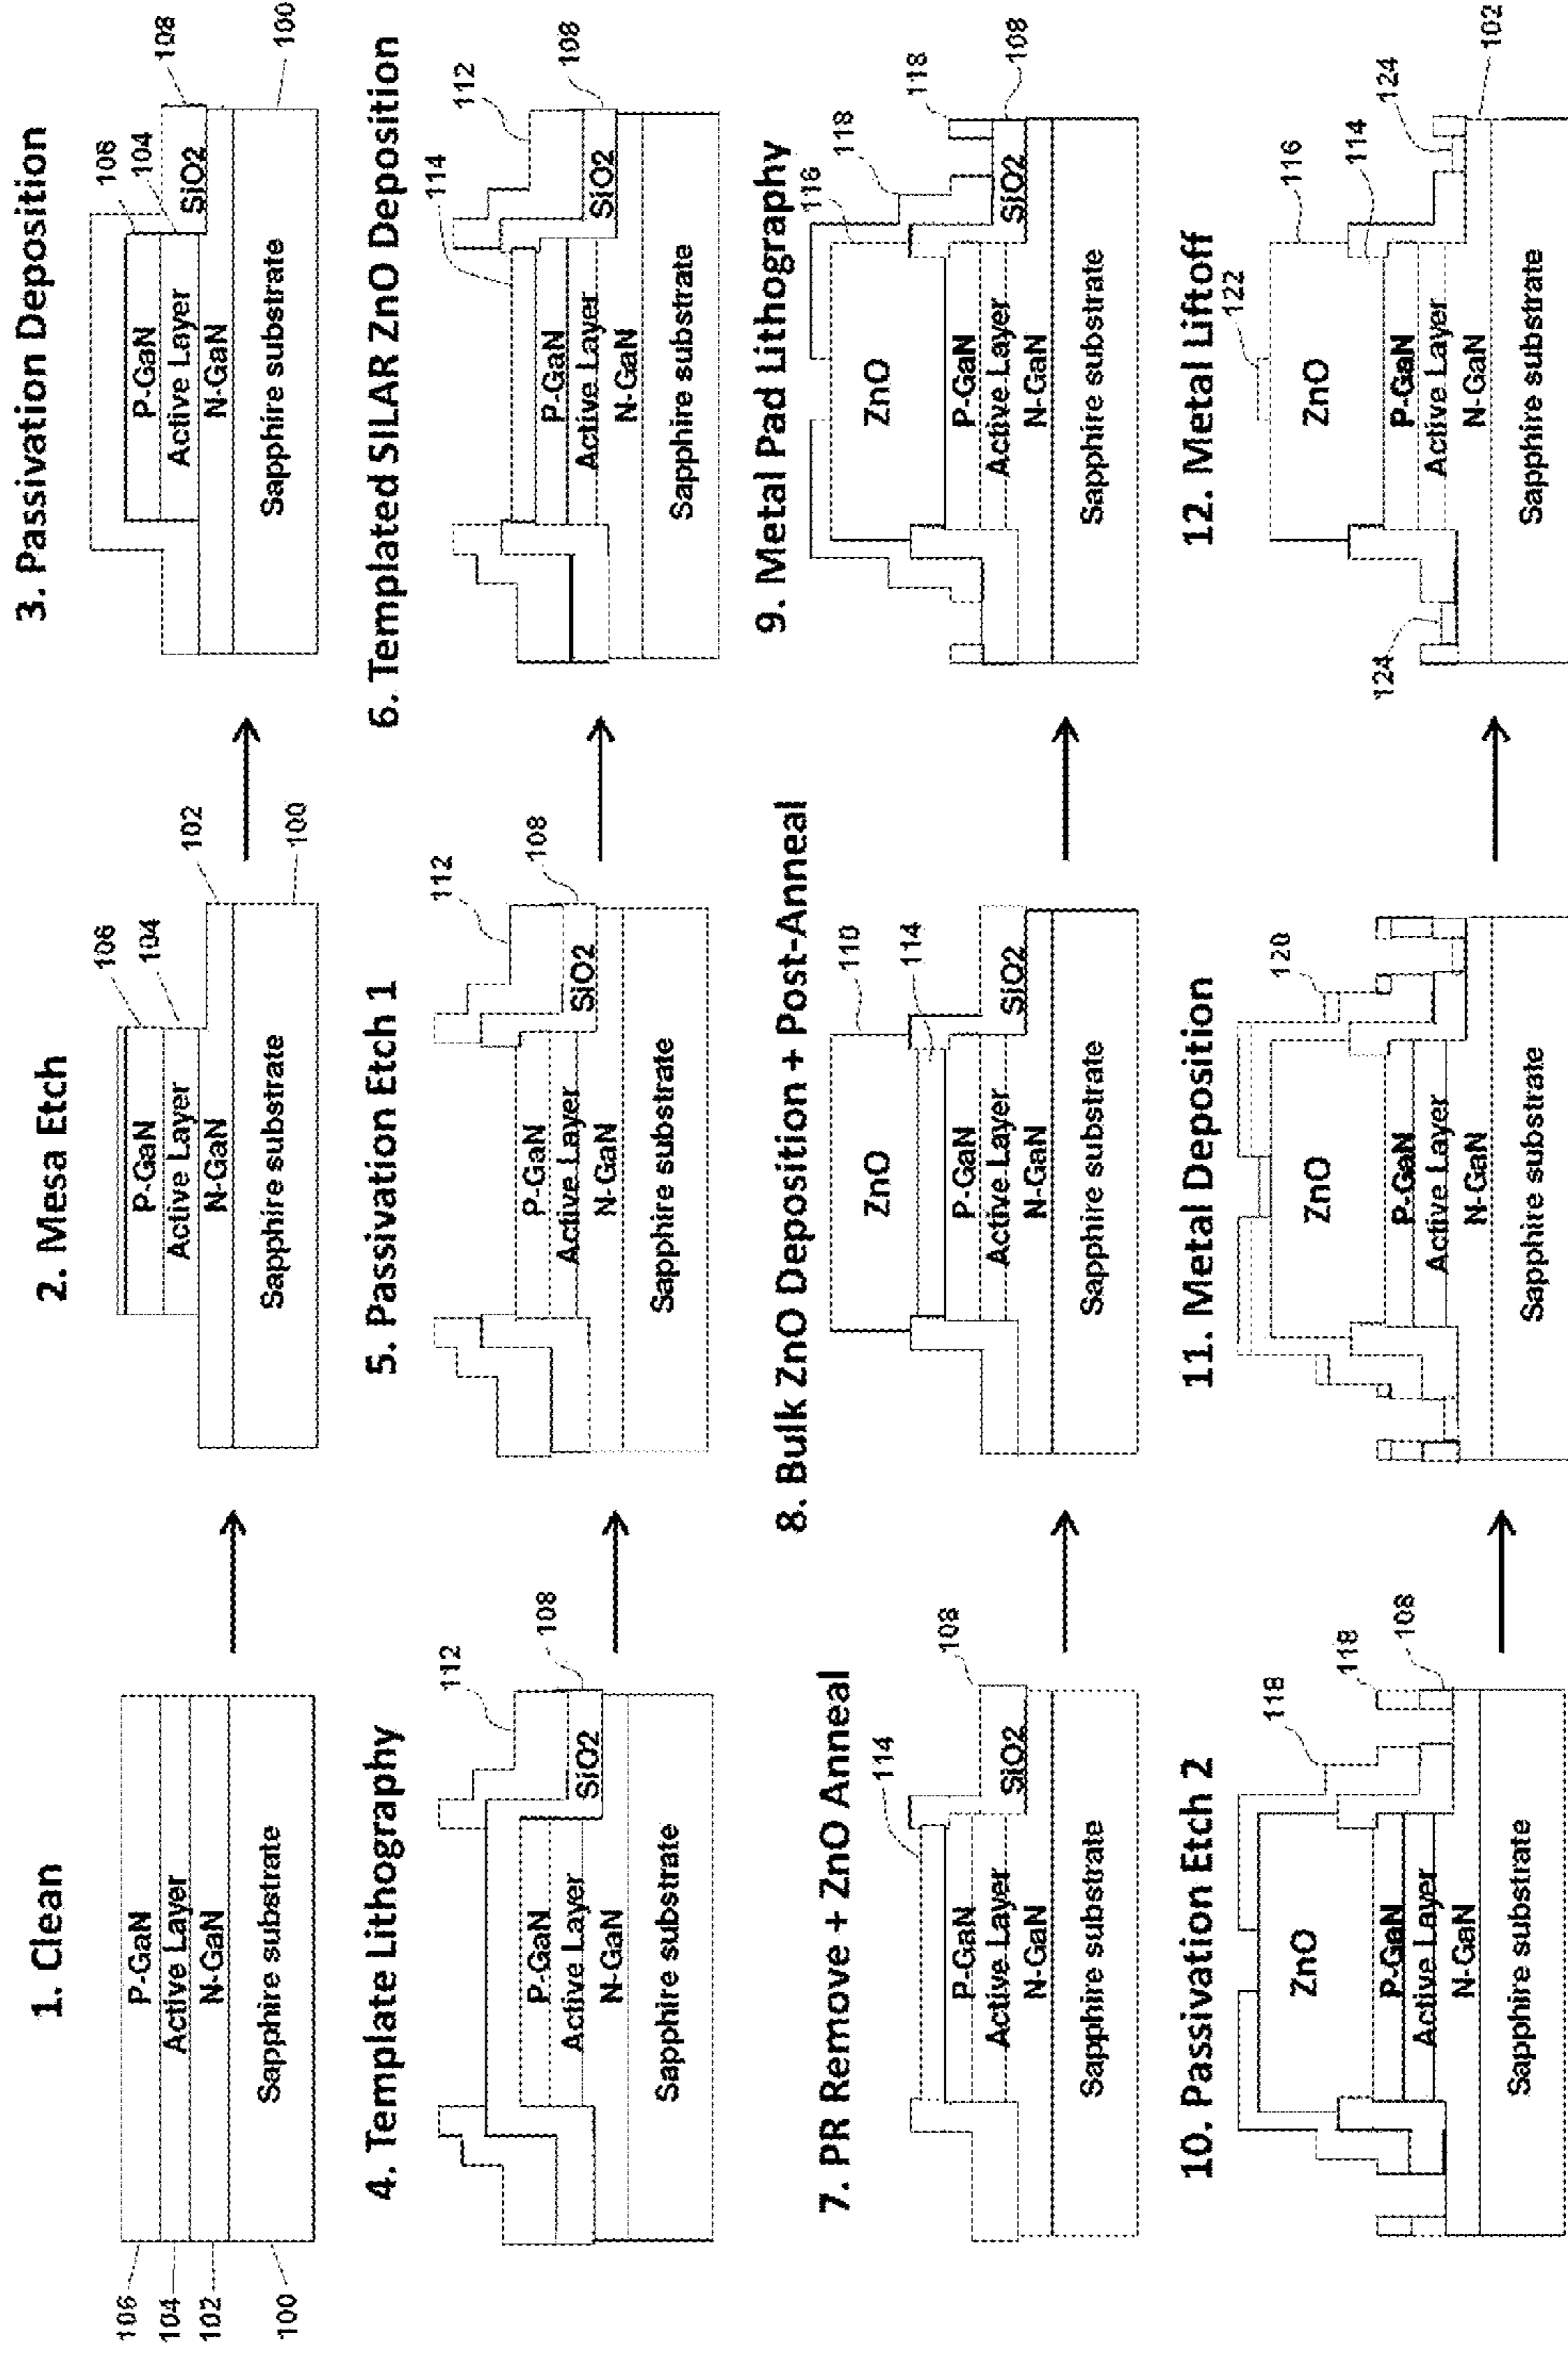 1. Clean
P-GaN
Active Layer
N-GaN
Sapphire substrate
106
104
102
100
2. Mesa Etch
P-GaN
Active Layer
N-GaN
Sapphire substrate
106
104
102
100
3. Passivation Deposition
P-GaN
Active Layer
N-GaN
Sapphire substrate
SiO2
106
104
108
100
4. Template Lithography
P-GaN
Active Layer
N-GaN
Sapphire substrate
SiO2
112
108
5. Passivation Etch 1
P-GaN
Active Layer
N-GaN
Sapphire substrate
SiO2
112
108
6. Templated SILAR ZnO Deposition
P-GaN
Active Layer
N-GaN
Sapphire substrate
SiO2
114
112
108
7. PR Remove + ZnO Anneal
P-GaN
Active Layer
N-GaN
Sapphire substrate
SiO2
114
108
8. Bulk ZnO Deposition + Post-Anneal
ZnO
P-GaN
Active Layer
N-GaN
Sapphire substrate
SiO2
110
114
108
9. Metal Pad Lithography
ZnO
P-GaN
Active Layer
N-GaN
Sapphire substrate
SiO2
116
118
118
108
10. Passivation Etch 2
ZnO
P-GaN
Active Layer
N-GaN
Sapphire substrate
118
118
108
11. Metal Deposition
ZnO
P-GaN
Active Layer
N-GaN
Sapphire substrate
120
12. Metal Liftoff
ZnO
P-GaN
Active Layer
N-GaN
Sapphire substrate
122
116
114
124
124
102